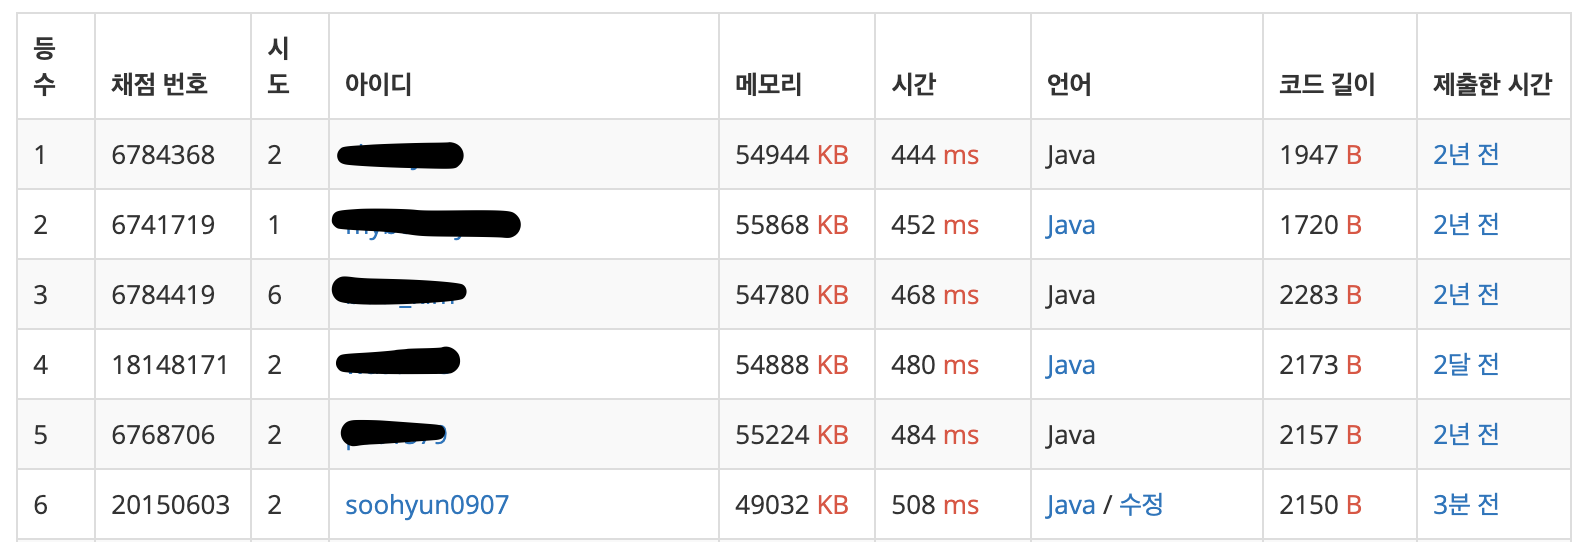 등수 채점 번호 시도 아이디 메모리 시간 언어 코드 길이 제출한 시간
1 6784368 2 54944 KB 444 ms Java 1947 B 2년 전
2 6741719 1 55868 KB 452 ms Java 1720 B 2년 전
3 6784419 6 54780 KB 468 ms Java 2283 B 2년 전
4 18148171 2 54888 KB 480 ms Java 2173 B 2달 전
5 6768706 2 55224 KB 484 ms Java 2157 B 2년 전
6 20150603 2 soohyun0907 49032 KB 508 ms Java / 수정 2150 B 3분 전